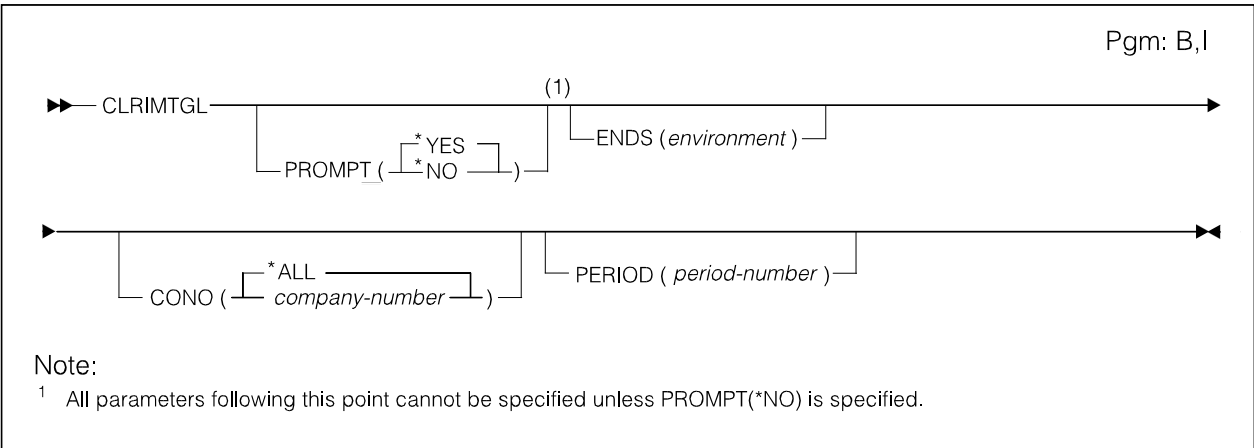 Pgm: B,I
(1)
CLRIMTGL
ENDS ( environment )
PROMPT ( *YES
*NO )
*ALL
CONO ( company-number )
PERIOD ( period-number )
Note:
1 All parameters following this point cannot be specified unless PROMPT(*NO) is specified.